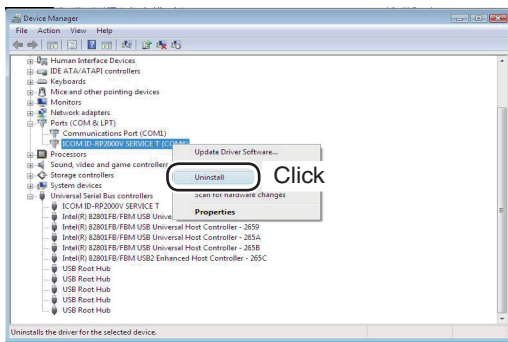 Device Manager
File Action View Help
Human Interface Devices
IDE ATA/ATAPI controllers
Keyboards
Mice and other pointing devices
Monitors
Network adapters
Ports (COM & LPT)
Communications Port (COM1)
ICOM ID-RP2000V SERVICE T
Update Driver Software...
Processors
Sound, video and game controllers
Uninstall
Click
Storage controllers
System devices
Scan for hardware changes
Universal Serial Bus controllers
ICOM ID-RP2000V SERVICE T
Properties
Intel(R) 82801FB/FBM USB Universal Host Controller - 2659
Intel(R) 82801FB/FBM USB Universal Host Controller - 265A
Intel(R) 82801FB/FBM USB Universal Host Controller - 265B
Intel(R) 82801FB/FBM USB2 Enhanced Host Controller - 265C
USB Root Hub
USB Root Hub
USB Root Hub
USB Root Hub
Uninstalls the driver for the selected device.